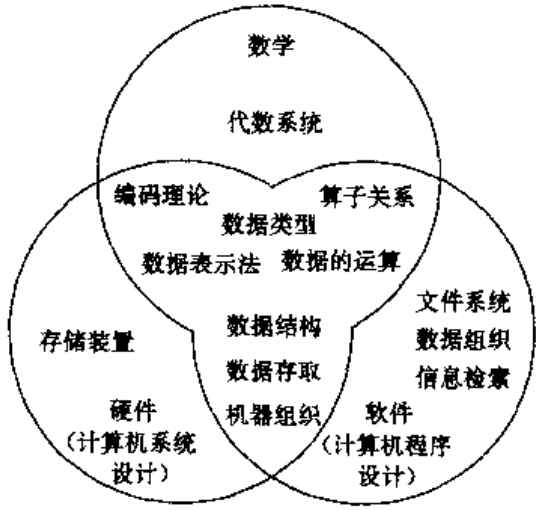 数学
代数系统
编码理论
算子关系
数据类型
数据表示法
数据的运算
存储装置
数据结构
数据存取
机器组织
文件系统
数据组织
信息检索
硬件
(计算机系统
设计)
软件
(计算机程序
设计)